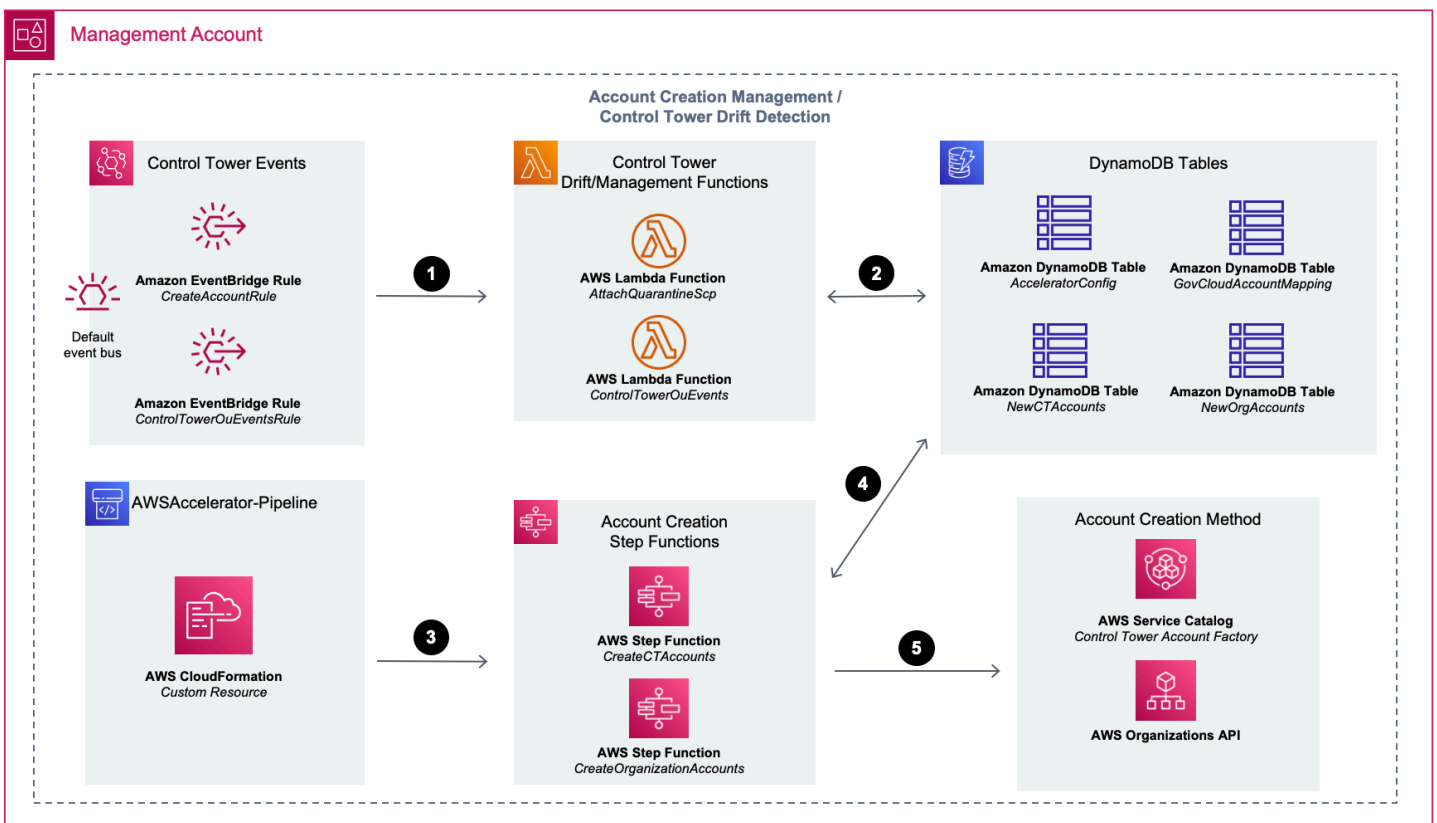 Management Account
Account Creation Management /
Control Tower Drift Detection
Control Tower Events
Amazon EventBridge Rule
CreateAccountRule
Default
event bus
Amazon EventBridge Rule
ControlTowerOuEventsRule
1
Control Tower
Drift/Management Functions
AWS Lambda Function
AttachQuarantineScp
AWS Lambda Function
ControlTowerOuEvents
2
DynamoDB Tables
Amazon DynamoDB Table
AcceleratorConfig
Amazon DynamoDB Table
GovCloudAccountMapping
Amazon DynamoDB Table
NewCTAccounts
Amazon DynamoDB Table
NewOrgAccounts
AWSAccelerator-Pipeline
AWS CloudFormation
Custom Resource
3
Account Creation
Step Functions
AWS Step Function
CreateCTAccounts
AWS Step Function
CreateOrganizationAccounts
4
5
Account Creation Method
AWS Service Catalog
Control Tower Account Factory
AWS Organizations API